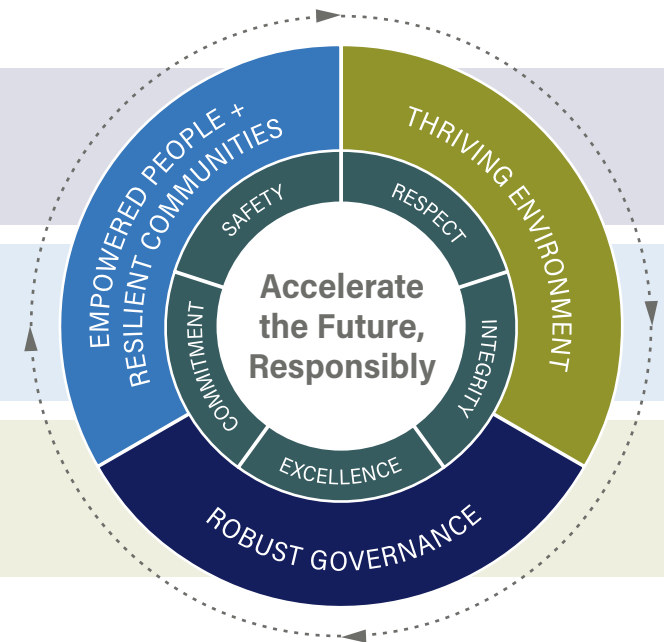 EMPOWERED PEOPLE +
RESILIENT COMMUNITIES
THRIVING ENVIRONMENT
SAFETY
RESPECT
Accelerate
the Future,
Responsibly
COMMITMENT
INTEGRITY
EXCELLENCE
ROBUST GOVERNANCE